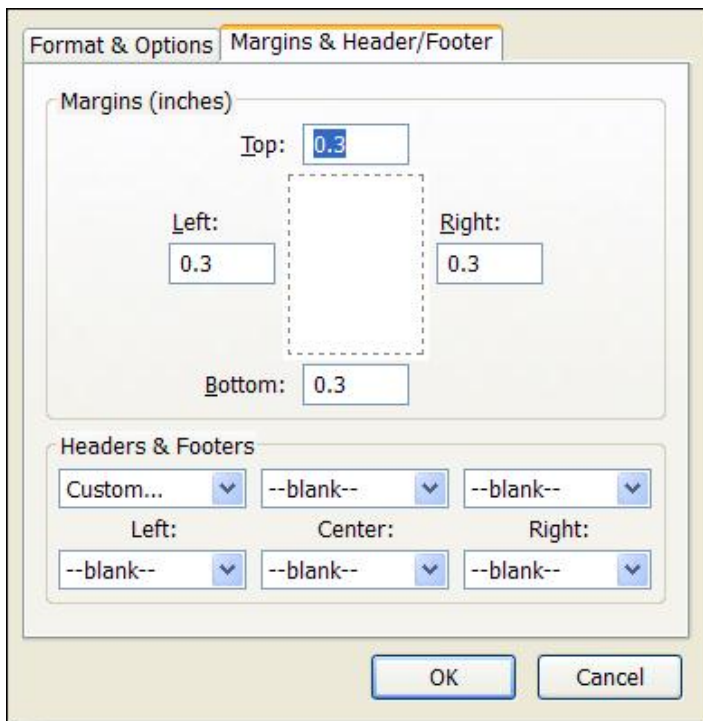 Format & Options Margins & Header/Footer
Margins (inches)
Top: 0.3
Left: Right:
0.3 0.3
Bottom: 0.3
Headers & Footers
Custom... --blank-- --blank--
Left: Center: Right:
--blank-- --blank-- --blank--
OK Cancel